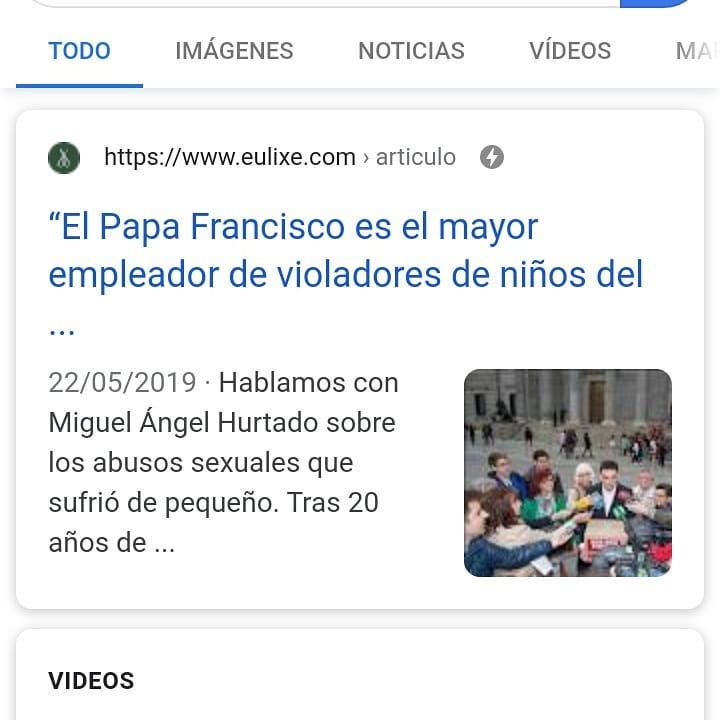 TODO IMÁGENES NOTICIAS VÍDEOS
https://www.eulixe.com › articulo
“El Papa Francisco es el mayor
empleador de violadores de niños del
...
22/05/2019 · Hablamos con
Miguel Ángel Hurtado sobre
los abusos sexuales que
sufrió de pequeño. Tras 20
años de ...
VIDEOS